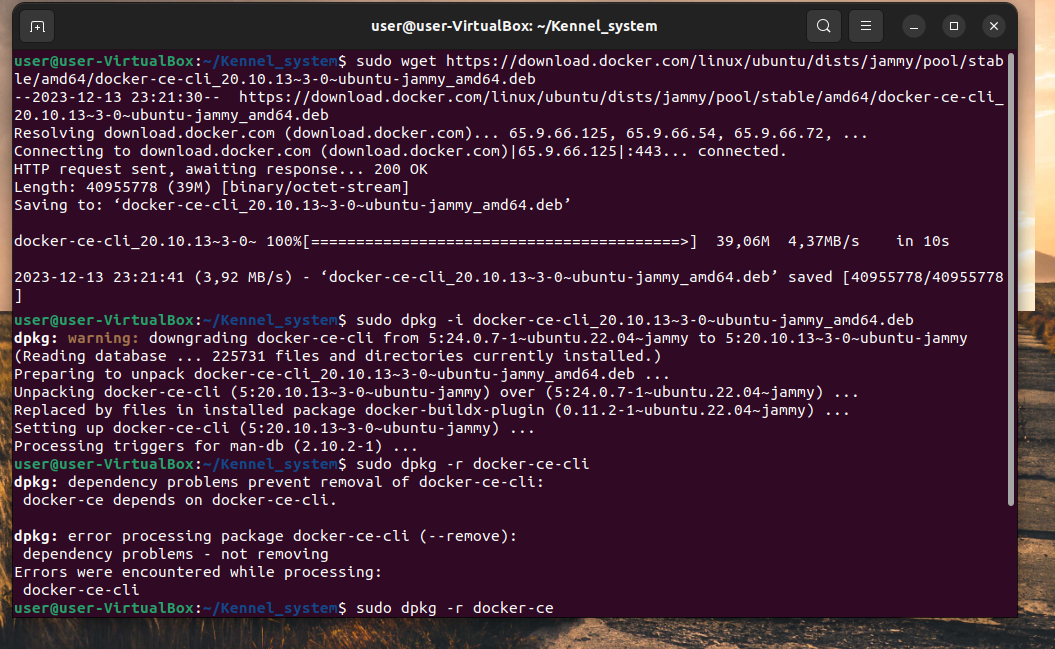 user@user-VirtualBox: ~/Kennel_system
user@user-VirtualBox:~/Kennel_system$ sudo wget https://download.docker.com/linux/ubuntu/dists/jammy/pool/stab
le/amd64/docker-ce-cli_20.10.13~3-0~ubuntu-jammy_amd64.deb
--2023-12-13 23:21:30--  https://download.docker.com/linux/ubuntu/dists/jammy/pool/stable/amd64/docker-ce-cli_
20.10.13~3-0~ubuntu-jammy_amd64.deb
Resolving download.docker.com (download.docker.com)... 65.9.66.125, 65.9.66.54, 65.9.66.72, ...
Connecting to download.docker.com (download.docker.com)|65.9.66.125|:443... connected.
HTTP request sent, awaiting response... 200 OK
Length: 40955778 (39M) [binary/octet-stream]
Saving to: ‘docker-ce-cli_20.10.13~3-0~ubuntu-jammy_amd64.deb’
docker-ce-cli_20.10.13~3-0~ 100%[=========================================>]  39,06M  4,37MB/s    in 10s
2023-12-13 23:21:41 (3,92 MB/s) - ‘docker-ce-cli_20.10.13~3-0~ubuntu-jammy_amd64.deb’ saved [40955778/40955778
]
user@user-VirtualBox:~/Kennel_system$ sudo dpkg -i docker-ce-cli_20.10.13~3-0~ubuntu-jammy_amd64.deb
dpkg: warning: downgrading docker-ce-cli from 5:24.0.7-1~ubuntu.22.04~jammy to 5:20.10.13~3-0~ubuntu-jammy
(Reading database ... 225731 files and directories currently installed.)
Preparing to unpack docker-ce-cli_20.10.13~3-0~ubuntu-jammy_amd64.deb ...
Unpacking docker-ce-cli (5:20.10.13~3-0~ubuntu-jammy) over (5:24.0.7-1~ubuntu.22.04~jammy) ...
Replaced by files in installed package docker-buildx-plugin (0.11.2-1~ubuntu.22.04~jammy) ...
Setting up docker-ce-cli (5:20.10.13~3-0~ubuntu-jammy) ...
Processing triggers for man-db (2.10.2-1) ...
user@user-VirtualBox:~/Kennel_system$ sudo dpkg -r docker-ce-cli
dpkg: dependency problems prevent removal of docker-ce-cli:
 docker-ce depends on docker-ce-cli.
dpkg: error processing package docker-ce-cli (--remove):
 dependency problems - not removing
Errors were encountered while processing:
 docker-ce-cli
user@user-VirtualBox:~/Kennel_system$ sudo dpkg -r docker-ce